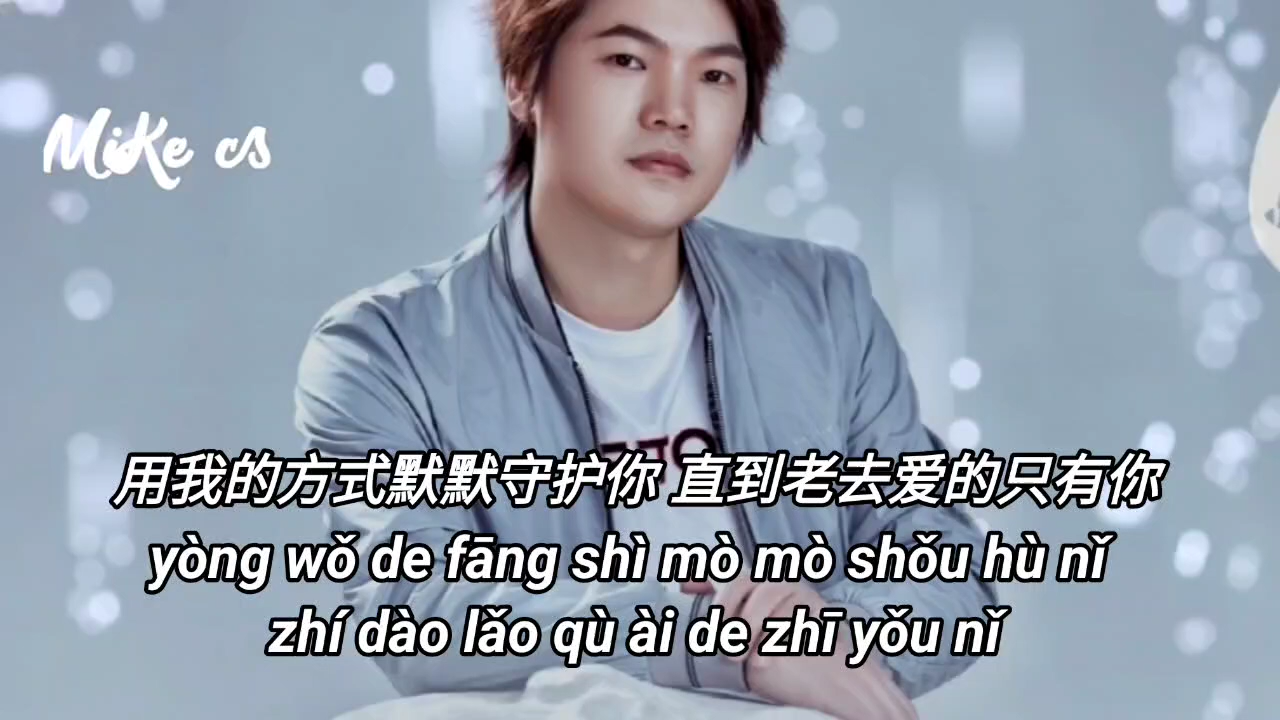 MiKe cs
用我的方式默默守护你 直到老去爱的只有你
yòng wǒ de fāng shì mò mò shǒu hù nǐ
zhí dào lǎo qù ài de zhī yǒu nǐ